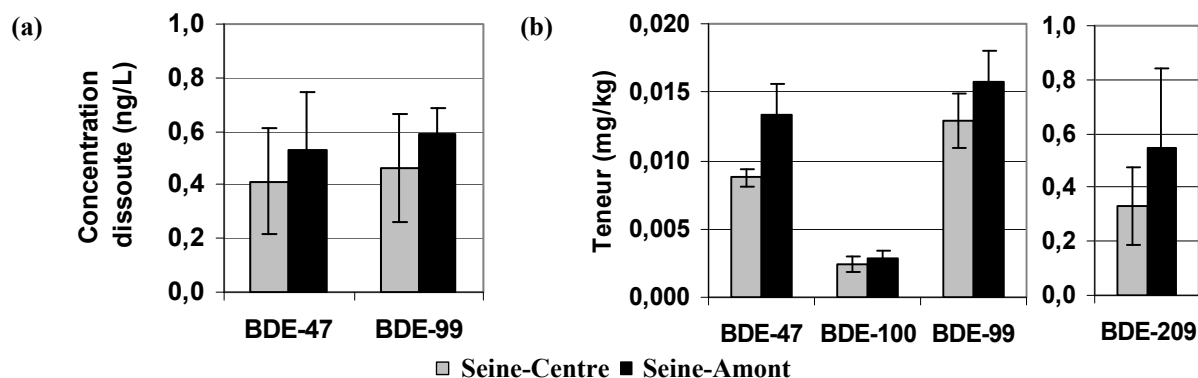 (a)
Concentration
dissoute (ng/L)
1,0
0,8
0,6
0,4
0,2
0,0
BDE-47 BDE-99
(b)
Teneur (mg/kg)
0,020
0,015
0,010
0,005
0,000
BDE-47 BDE-100 BDE-99
1,0
0,8
0,6
0,4
0,2
0,0
BDE-209
Seine-Centre Seine-Amont